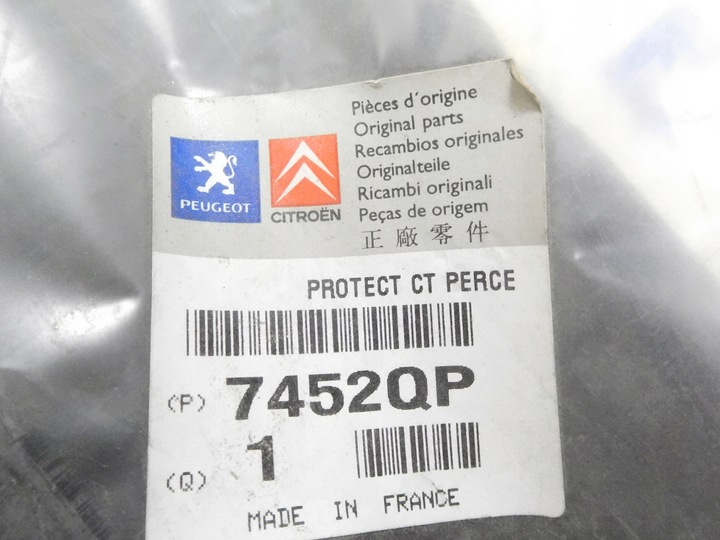 Pièces d'origine
Original parts
Recambios originales
Originalteile
Ricambi originali
Peças de origem
正廠零件
PEUGEOT
CITROËN
PROTECT CT PERCE
(P) 7452QP
(Q) 1
MADE IN FRANCE